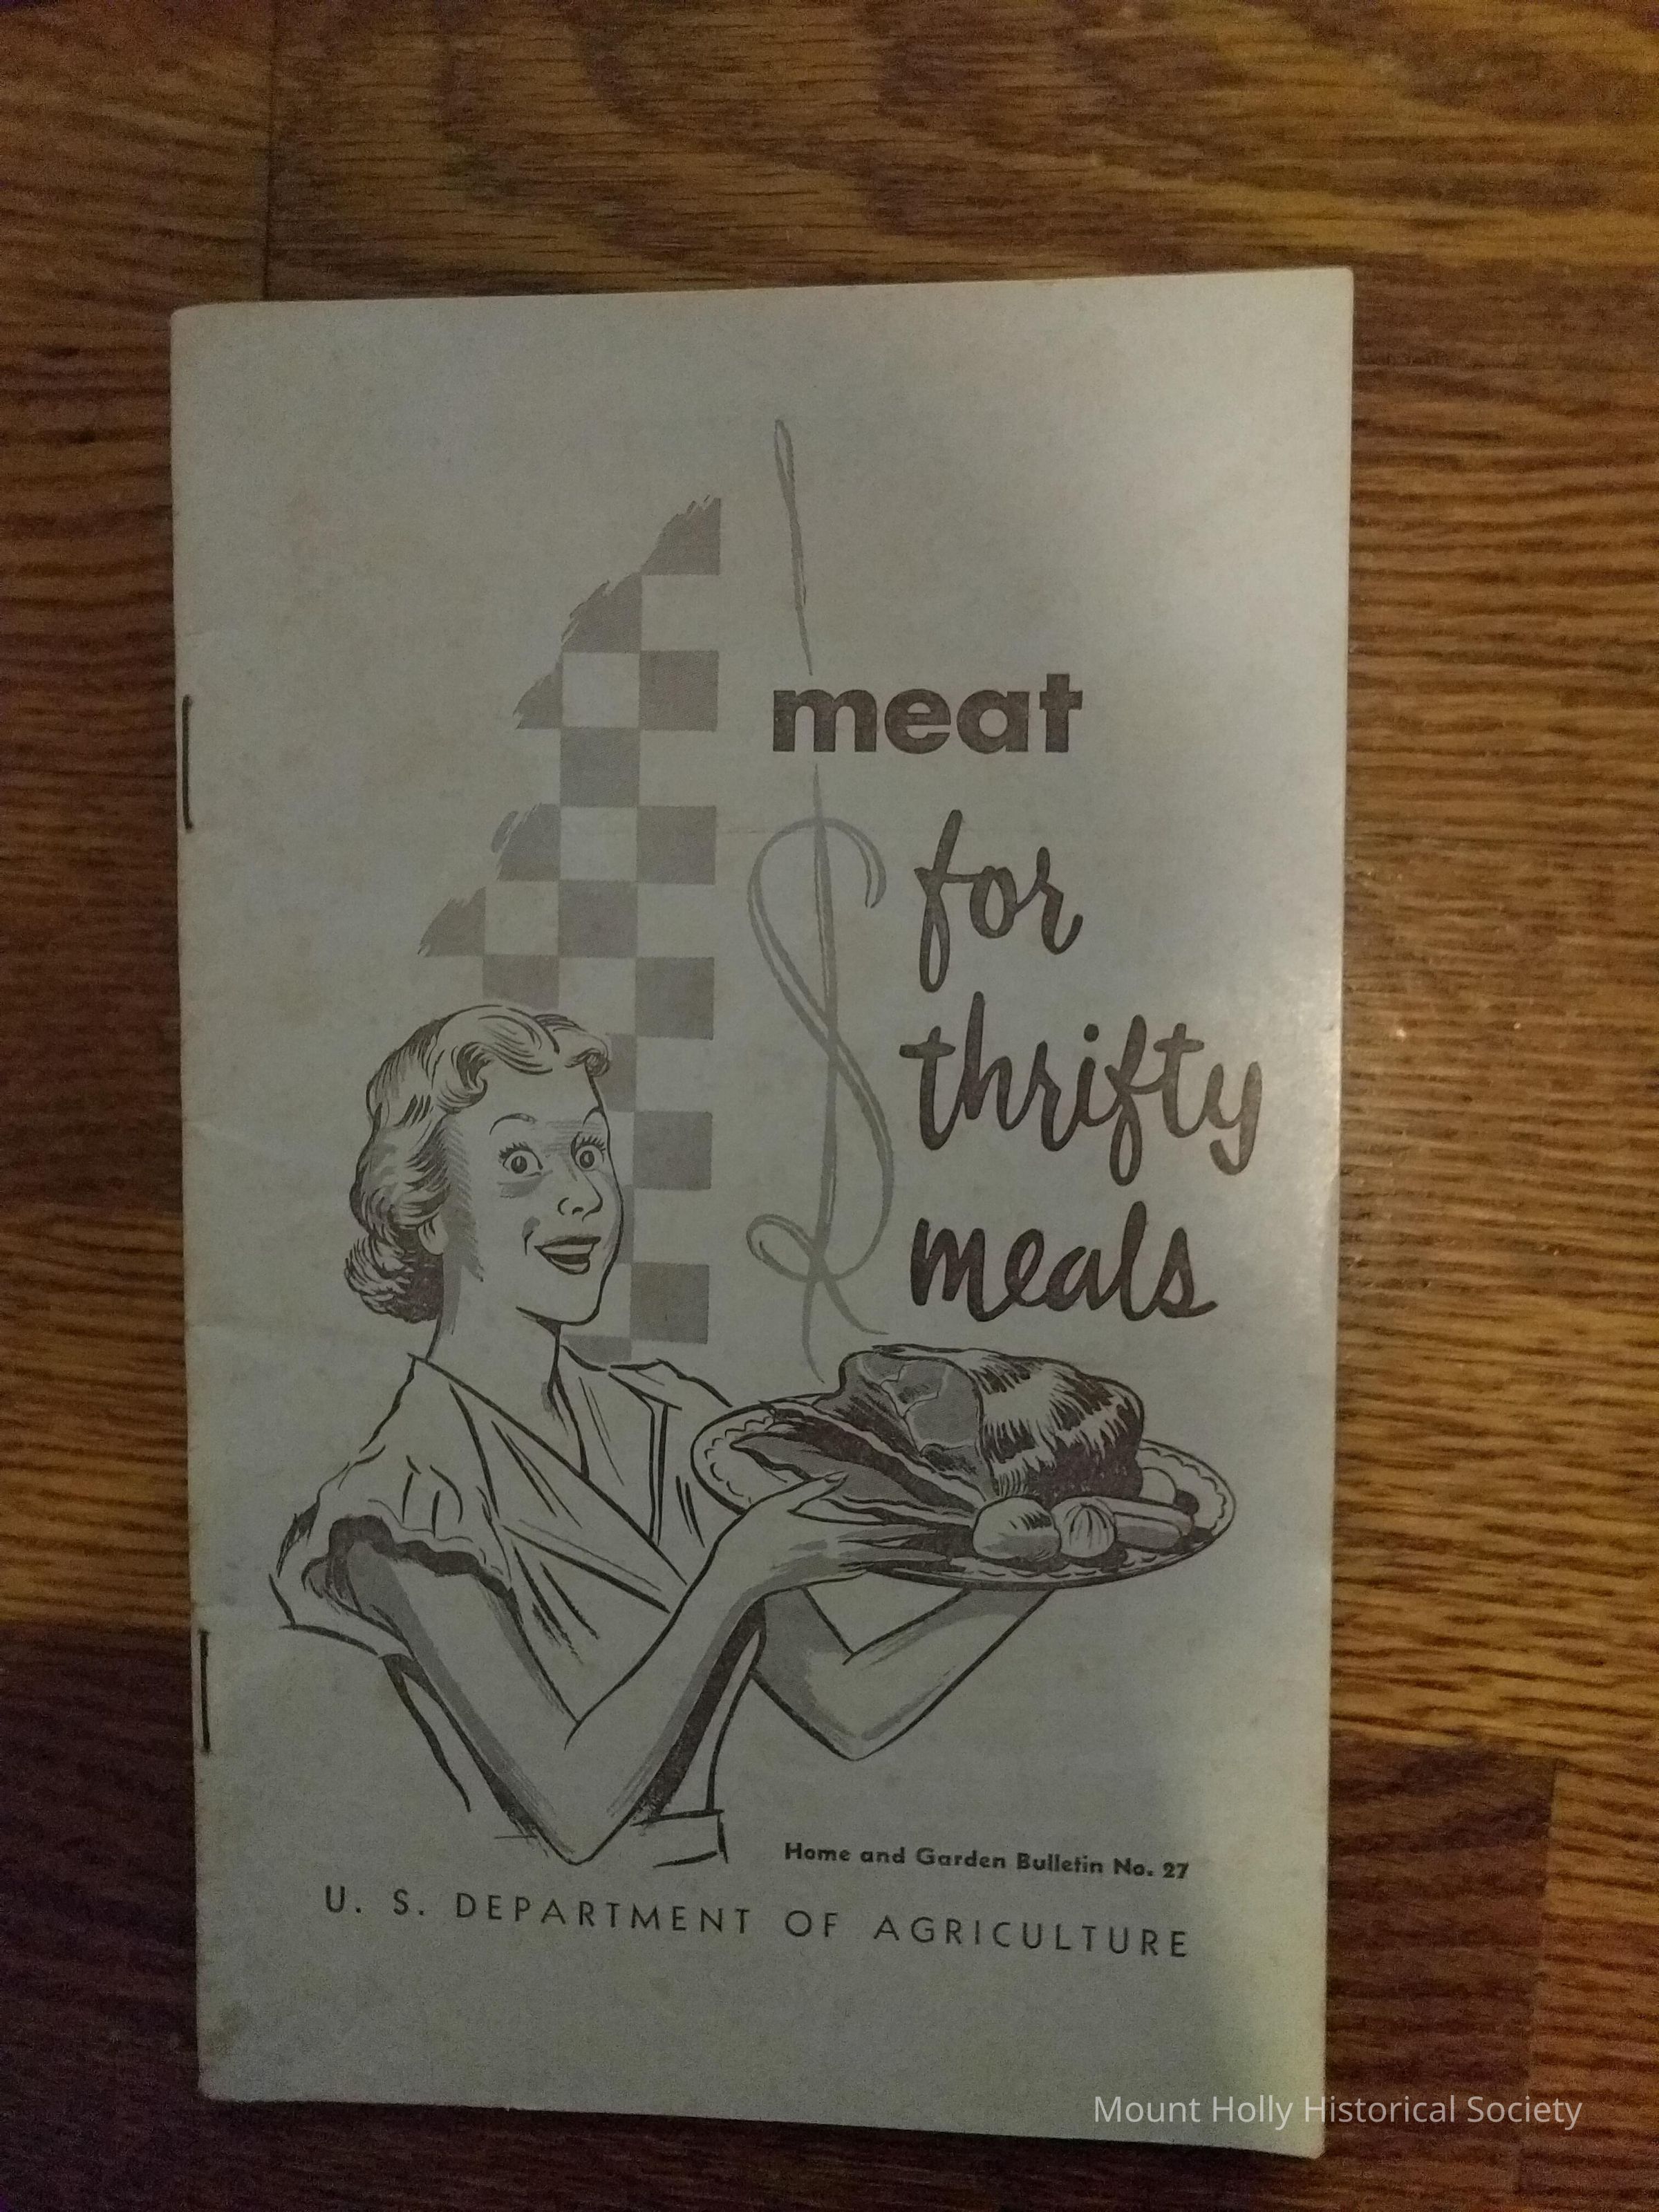 meat
for
thrifty
meals
Home and Garden Bulletin No. 27
U. S. DEPARTMENT OF AGRICULTURE
Mount Holly Historical Society